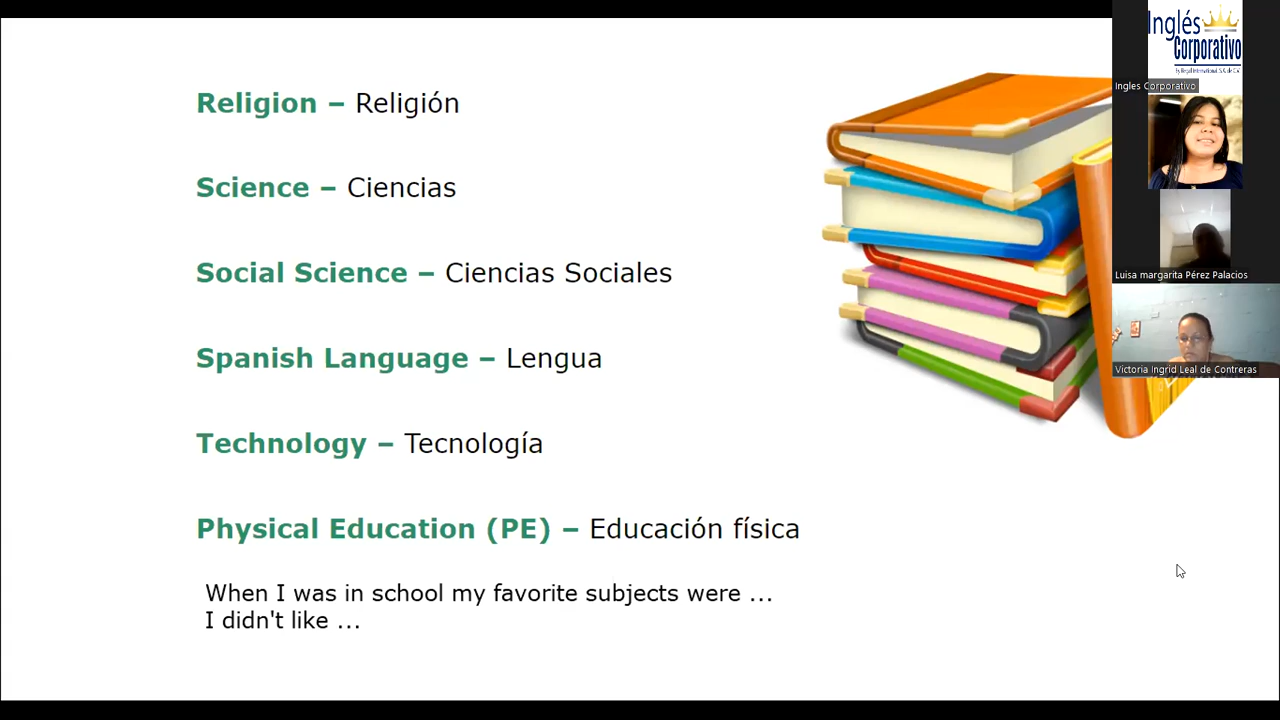 Religion – Religión
Science – Ciencias
Social Science – Ciencias Sociales
Spanish Language – Lengua
Technology – Tecnología
Physical Education (PE) – Educación física
When I was in school my favorite subjects were ...
I didn't like ...
Inglés
Corporativo
Ingles Corporativo
Luisa margarita Pérez Palacios
Victoria Ingrid Leal de Contreras